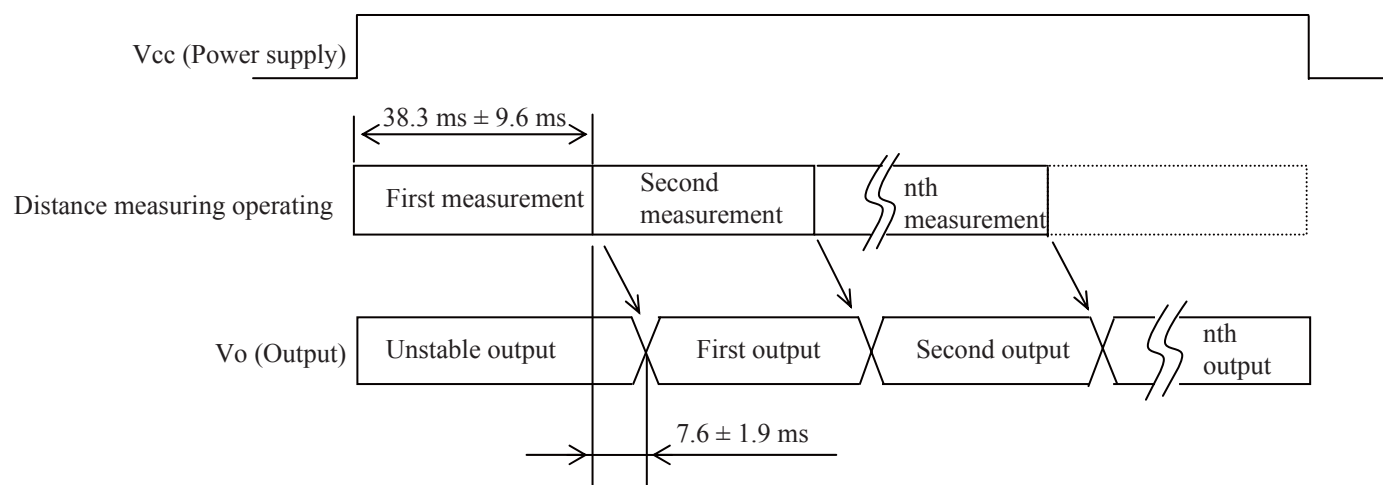 Vcc (Power supply)
38.3 ms ± 9.6 ms
Distance measuring operating
First measurement
Second
measurement
nth
measurement
Vo (Output)
Unstable output
First output
Second output
nth
output
7.6 ± 1.9 ms